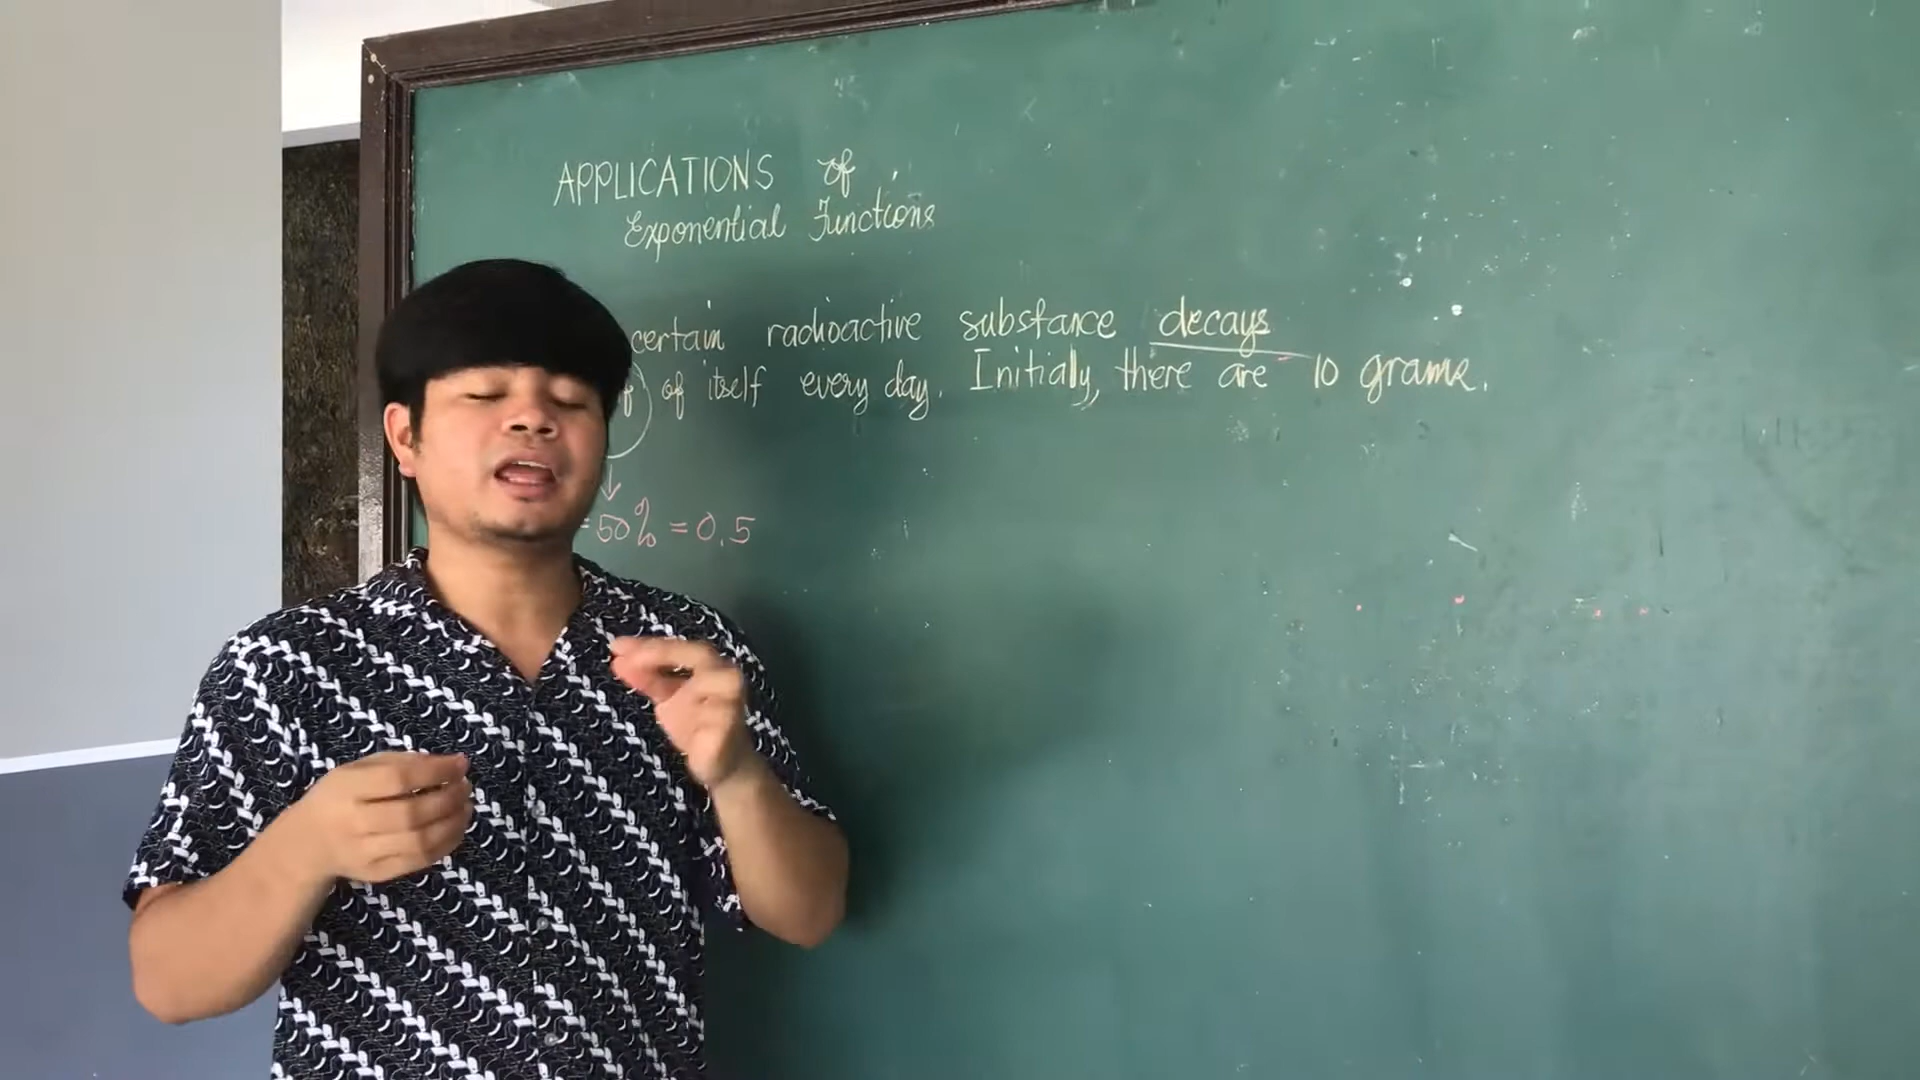 APPLICATIONS of
Exponential Functions
certain radioactive substance decays
of itself every day. Initially, there are 10 grams.
= 50% = 0.5